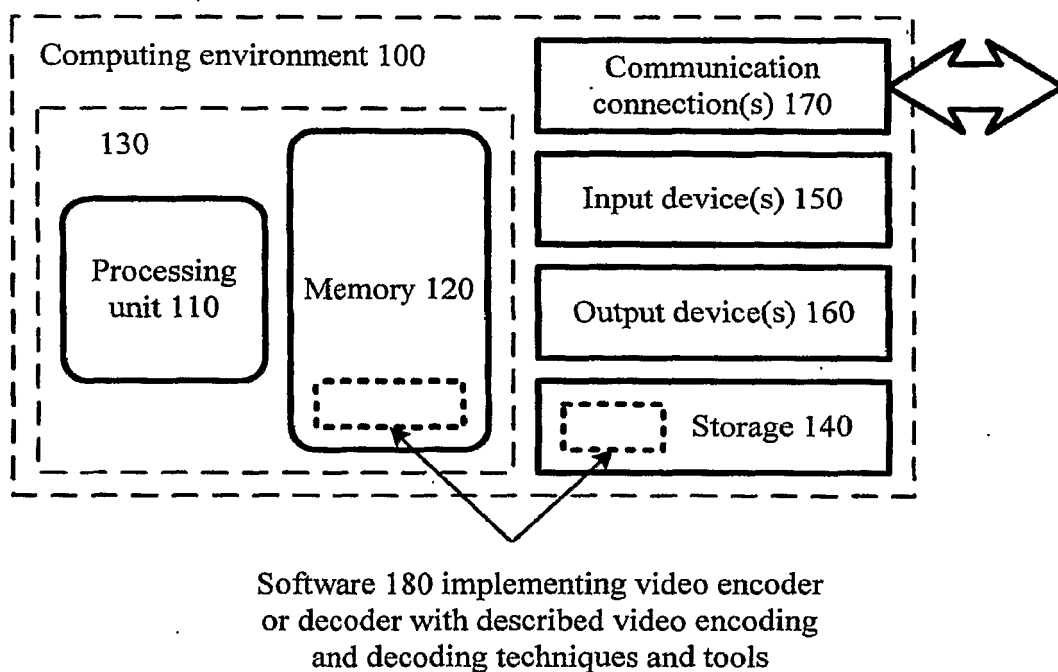 Computing environment 100
130
Processing
unit 110
Memory 120
Communication
connection(s) 170
Input device(s) 150
Output device(s) 160
Storage 140
Software 180 implementing video encoder
or decoder with described video encoding
and decoding techniques and tools